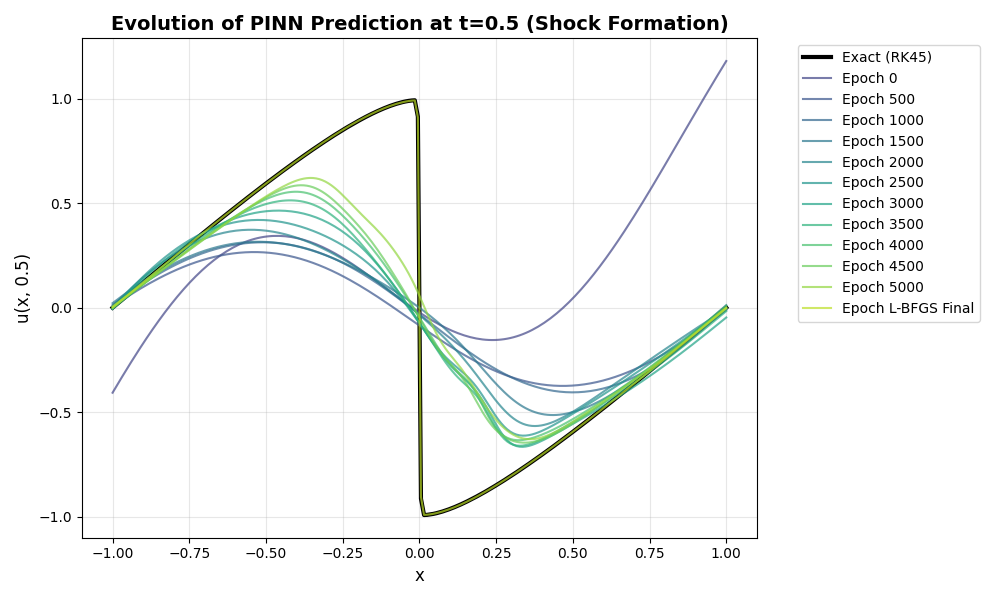 Evolution of PINN Prediction at t=0.5 (Shock Formation)
u(x, 0.5)
1.0
0.5
0.0
−0.5
−1.0
−1.00 −0.75 −0.50 −0.25 0.00 0.25 0.50 0.75 1.00
x
Exact (RK45)
Epoch 0
Epoch 500
Epoch 1000
Epoch 1500
Epoch 2000
Epoch 2500
Epoch 3000
Epoch 3500
Epoch 4000
Epoch 4500
Epoch 5000
Epoch L-BFGS Final